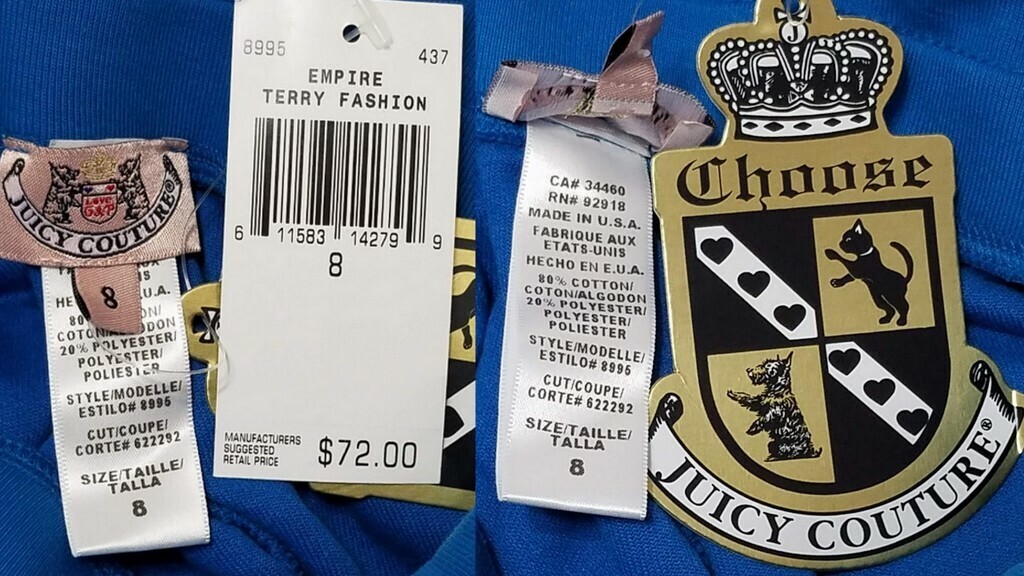 8995
437
EMPIRE
TERRY FASHION
6 11583 14279 9
8
MANUFACTURERS
SUGGESTED
RETAIL PRICE
$72.00
LOVE
G&P
JUICY COUTURE®
8
U.A.
COTON/ALGODON
20% POLYESTER/
POLYESTER/
POLIESTER
STYLE/MODELLE/
ESTILO# 8995
CUT/COUPE/
CORTE# 622292
SIZE/TAILLE/
TALLA
8
CA# 34460
RN# 92918
MADE IN U.S.A.
FABRIQUE AUX
ETATS-UNIS
HECHO EN E.U.A.
80% COTTON/
COTON/ALGODON
20% POLYESTER/
POLYESTER/
POLIESTER
STYLE/MODELLE/
ESTILO# 8995
CUT/COUPE/
CORTE# 622292
SIZE/TAILLE/
TALLA
8
J
Choose
JUICY COUTURE®